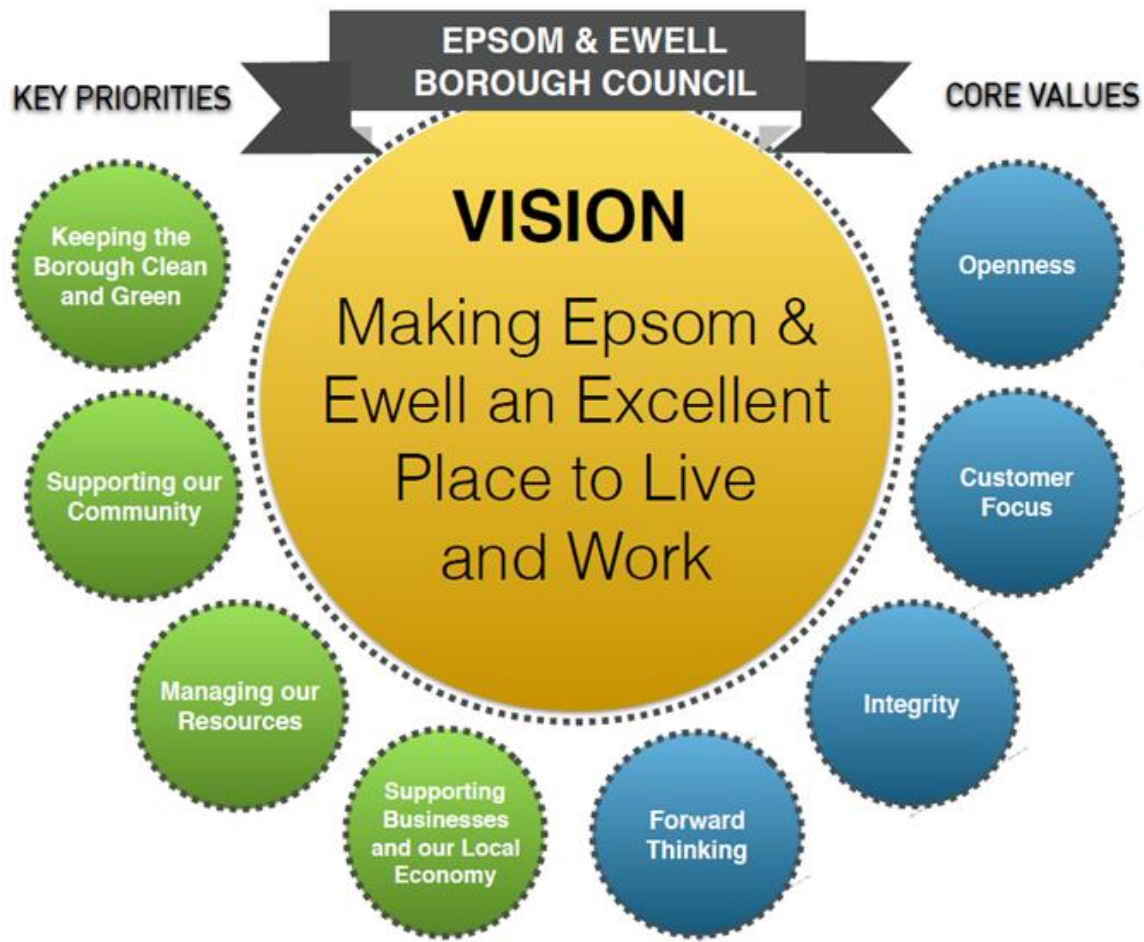 EPSOM & EWELL
BOROUGH COUNCIL
KEY PRIORITIES
CORE VALUES
VISION
Making Epsom &
Ewell an Excellent
Place to Live
and Work
Keeping the
Borough Clean
and Green
Supporting our
Community
Managing our
Resources
Supporting
Businesses
and our Local
Economy
Openness
Customer
Focus
Integrity
Forward
Thinking